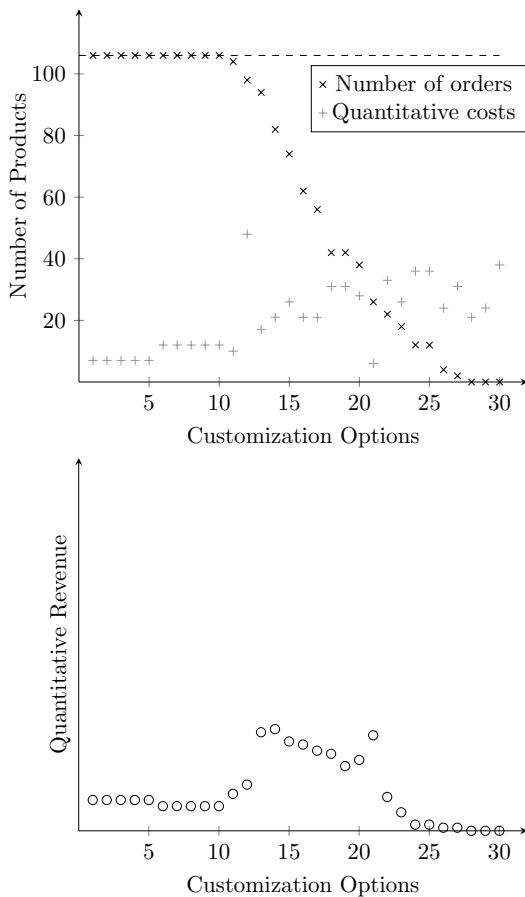 100
80
60
40
20
Number of Products
Number of orders
Quantitative costs
5 10 15 20 25 30
Customization Options
Quantitative Revenue
5 10 15 20 25 30
Customization Options